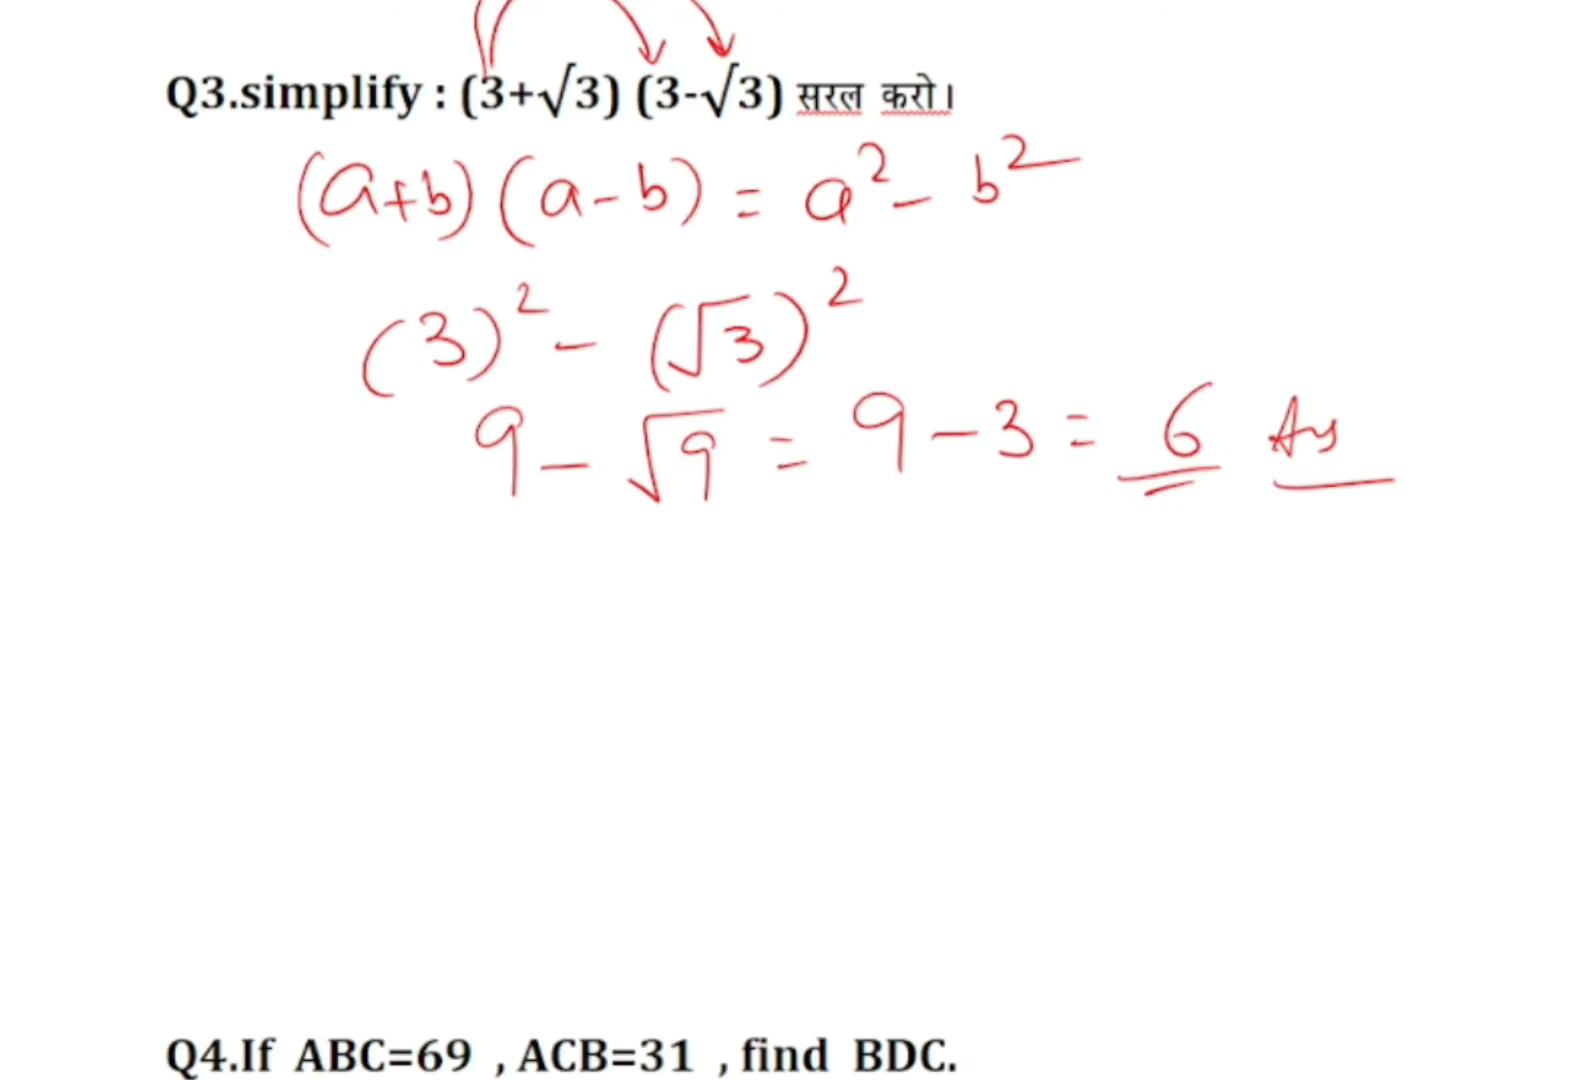 Q3.simplify : (3+√3) (3-√3) सरल करो।
(a+b) (a-b) = a² - b²
(3)² - (√3)²
9 - √9 = 9 - 3 = 6 Ans
Q4.If ABC=69 , ACB=31 , find BDC.